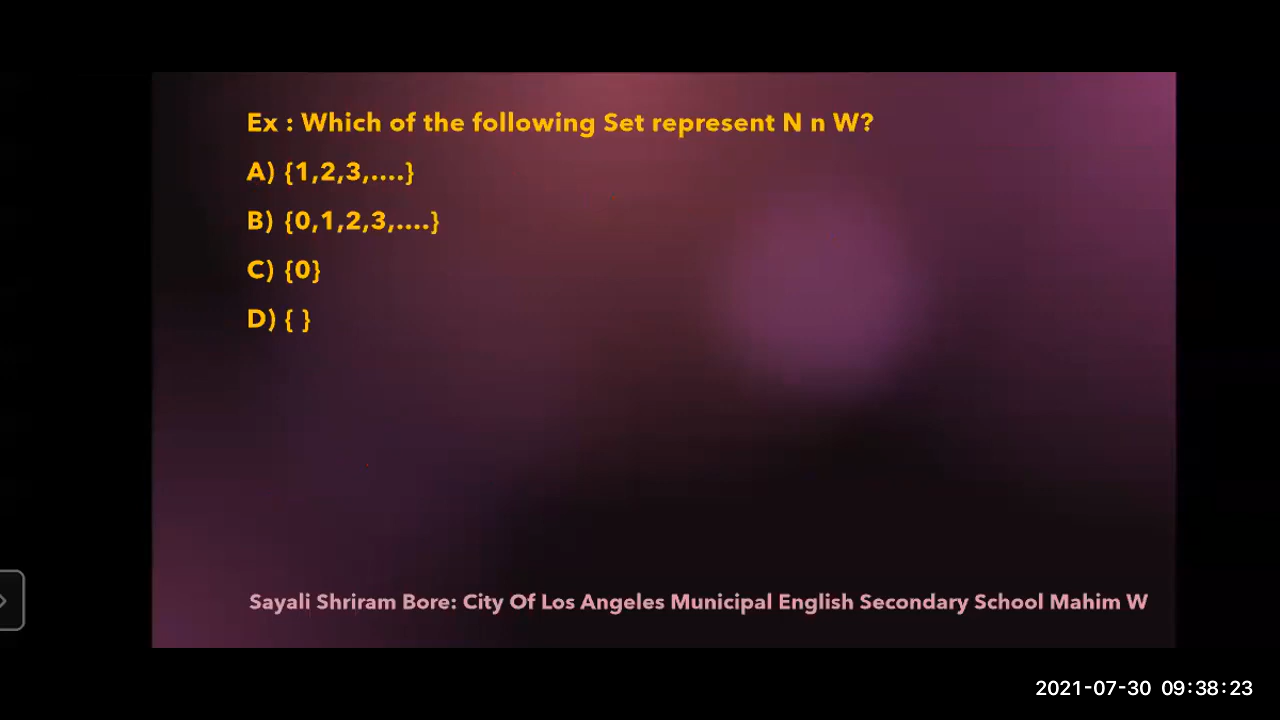 Ex : Which of the following Set represent N n W?
A) {1,2,3,....}
B) {0,1,2,3,....}
C) {0}
D) { }
Sayali Shriram Bore: City Of Los Angeles Municipal English Secondary School Mahim W
2021-07-30 09:38:23